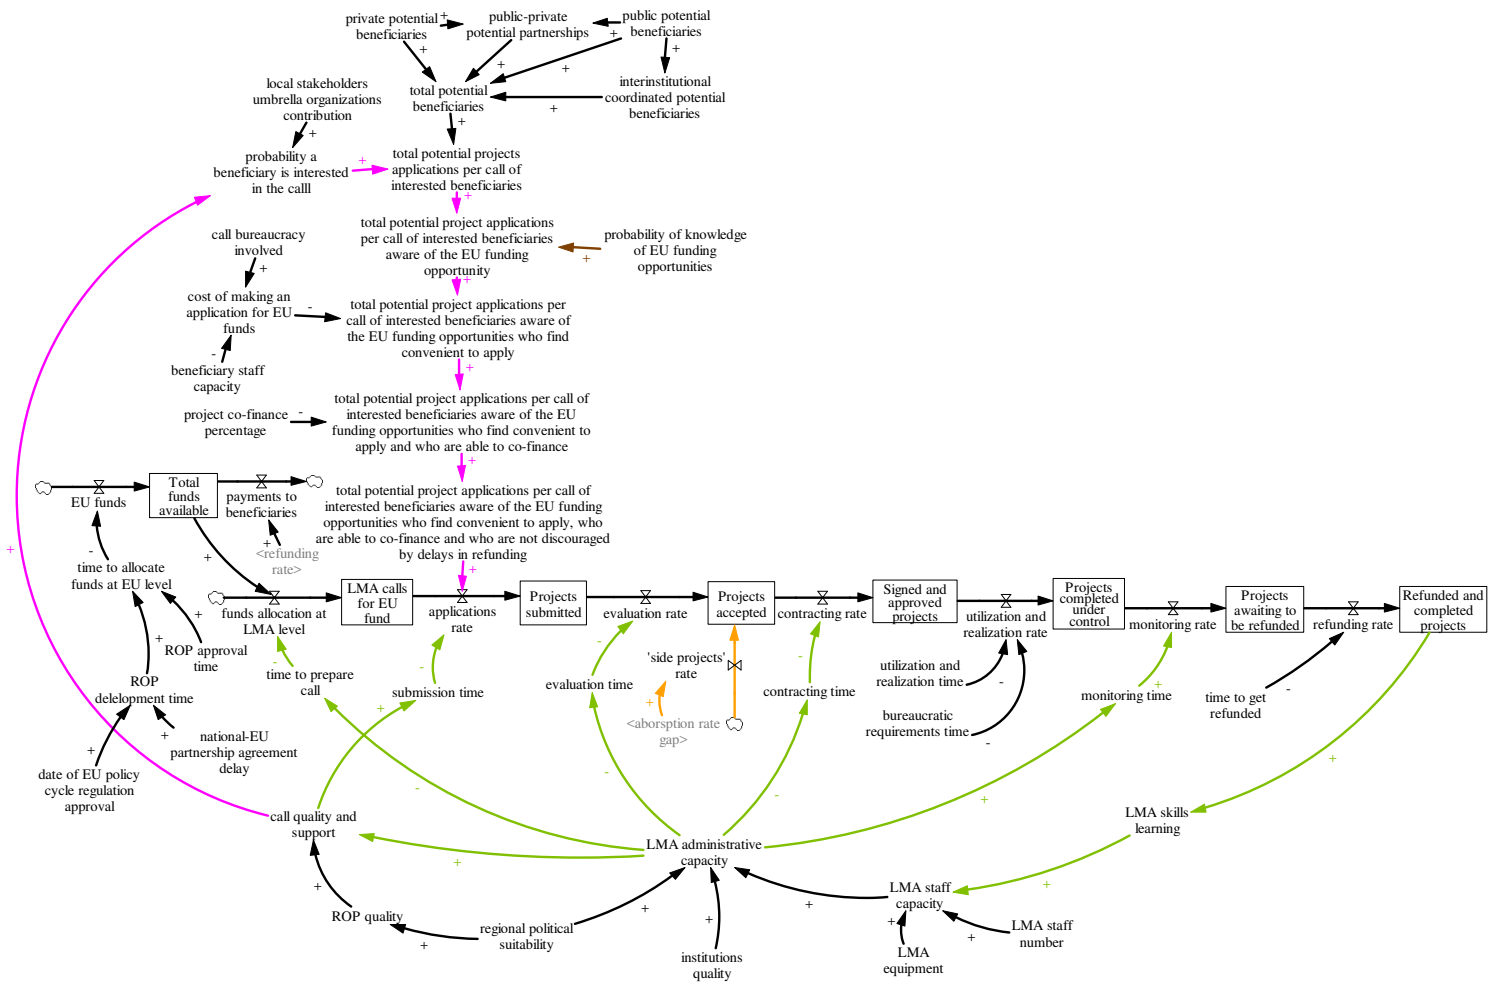 private potential
beneficiaries
+
public-private
potential partnerships
+
public potential
beneficiaries
+
+
+
+
local stakeholders
umbrella organizations
contribution
total potential
beneficiaries
+
interinstitutional
coordinated potential
beneficiaries
+
+
probability a
beneficiary is interested
in the calll
+
total potential projects
applications per call of
interested beneficiaries
+
call bureaucracy
involved
+
total potential project applications
per call of interested beneficiaries
aware of the EU funding
opportunity
+
probability of knowledge
of EU funding
opportunities
+
cost of making an
application for EU
funds
-
total potential project applications per
call of interested beneficiaries aware of
the EU funding opportunities who find
convenient to apply
-
beneficiary staff
capacity
+
project co-finance
percentage
-
total potential project applications per call of
interested beneficiaries aware of the EU
funding opportunities who find convenient to
apply and who are able to co-finance
+
EU funds
Total
funds
available
payments to
beneficiaries
total potential project applications per call of
interested beneficiaries aware of the EU funding
opportunities who find convenient to apply, who
are able to co-finance and who are not discouraged
by delays in refunding
+
-
+
+
<refunding
rate>
time to allocate
funds at EU level
+
funds allocation at
LMA level
LMA calls
for EU
fund
applications
rate
Projects
submitted
evaluation rate
Projects
accepted
contracting rate
Signed and
approved
projects
utilization and
realization rate
Projects
completed
under
control
monitoring rate
Projects
awaiting to
be refunded
refunding rate
Refunded and
completed
projects
+
+
ROP approval
time
-
time to prepare
call
-
submission time
-
evaluation time
'side projects'
rate
+
<aborsption rate
gap>
-
contracting time
utilization and
realization time
-
bureaucratic
requirements time
-
monitoring time
+
time to get
refunded
-
ROP
delelopment time
+
national-EU
partnership agreement
delay
+
date of EU policy
cycle regulation
approval
+
-
-
-
+
+
call quality and
support
+
LMA administrative
capacity
LMA skills
learning
+
+
ROP quality
+
regional political
suitability
+
+
institutions
quality
+
LMA staff
capacity
+
LMA
equipment
+
LMA staff
number